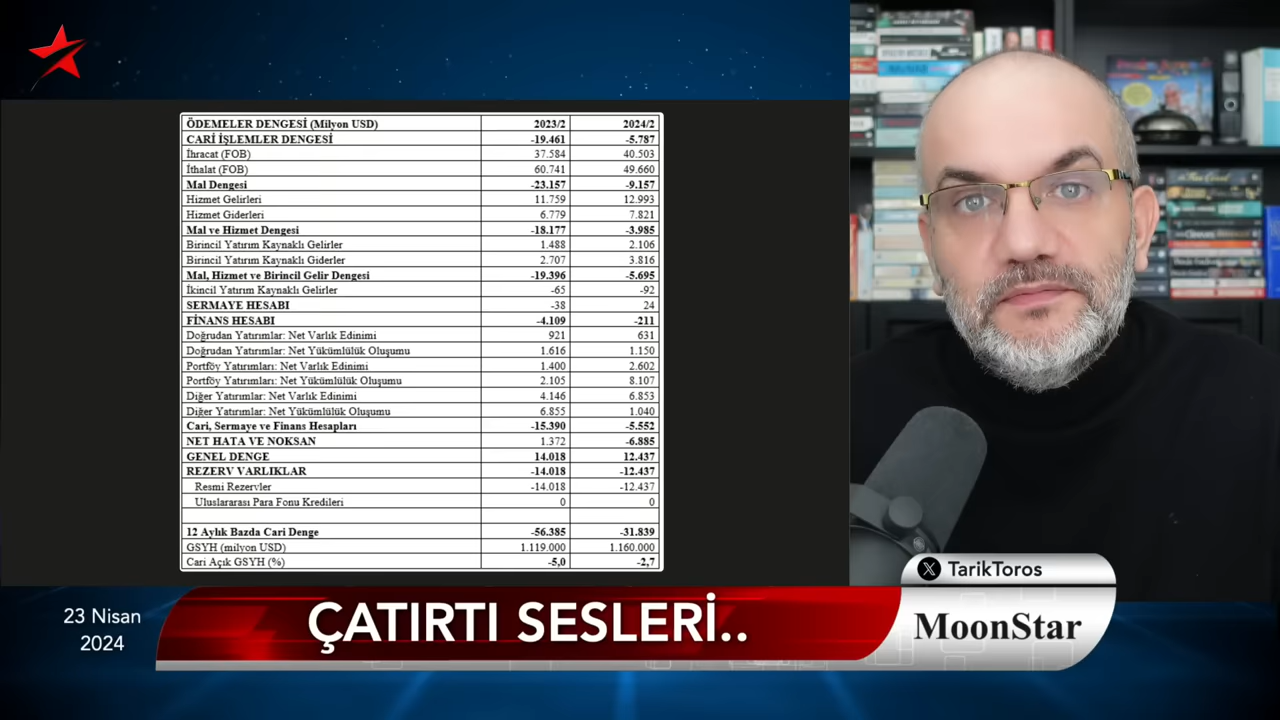 ÖDEMELER DENGESİ (Milyon USD) 2023/2 2024/2
CARİ İŞLEMLER DENGESİ -19.461 -5.787
İhracat (FOB) 37.584 40.503
İthalat (FOB) 60.741 49.660
Mal Dengesi -23.157 -9.157
Hizmet Gelirleri 11.759 12.993
Hizmet Giderleri 6.779 7.821
Mal ve Hizmet Dengesi -18.177 -3.985
Birincil Yatırım Kaynaklı Gelirler 1.488 2.106
Birincil Yatırım Kaynaklı Giderler 2.707 3.816
Mal, Hizmet ve Birincil Gelir Dengesi -19.396 -5.695
İkincil Yatırım Kaynaklı Gelirler -65 -92
SERMAYE HESABI -38 24
FİNANS HESABI -4.109 -211
Doğrudan Yatırımlar: Net Varlık Edinimi 921 631
Doğrudan Yatırımlar: Net Yükümlülük Oluşumu 1.616 1.150
Portföy Yatırımları: Net Varlık Edinimi 1.400 2.602
Portföy Yatırımları: Net Yükümlülük Oluşumu 2.105 8.107
Diğer Yatırımlar: Net Varlık Edinimi 4.146 6.853
Diğer Yatırımlar: Net Yükümlülük Oluşumu 6.855 1.040
Cari, Sermaye ve Finans Hesapları -15.390 -5.552
NET HATA VE NOKSAN 1.372 -6.885
GENEL DENGE 14.018 12.437
REZERV VARLIKLAR -14.018 -12.437
Resmi Rezervler -14.018 -12.437
Uluslararası Para Fonu Kredileri 0 0
12 Aylık Bazda Cari Denge -56.385 -31.839
GSYH (milyon USD) 1.119.000 1.160.000
Cari Açık GSYH (%) -5,0 -2,7
X TarikToros
23 Nisan
2024
ÇATIRTI SESLERİ..
MoonStar